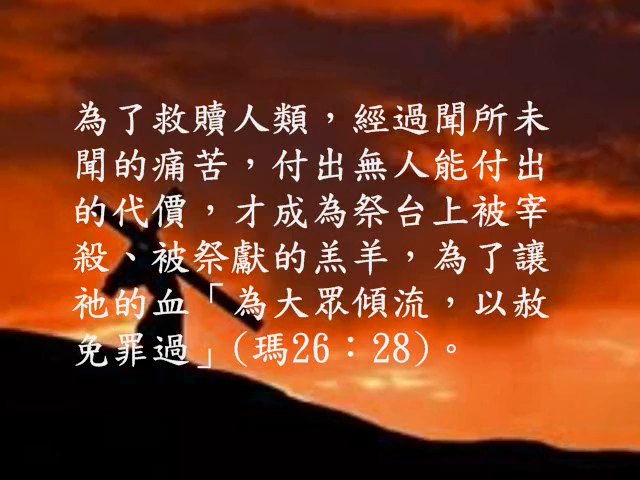 為了救贖人類，經過聞所未
聞的痛苦，付出無人能付出
的代價，才成為祭台上被宰
殺、被祭獻的羔羊，為了讓
祂的血「為大眾傾流，以赦
免罪過」(瑪26：28)。